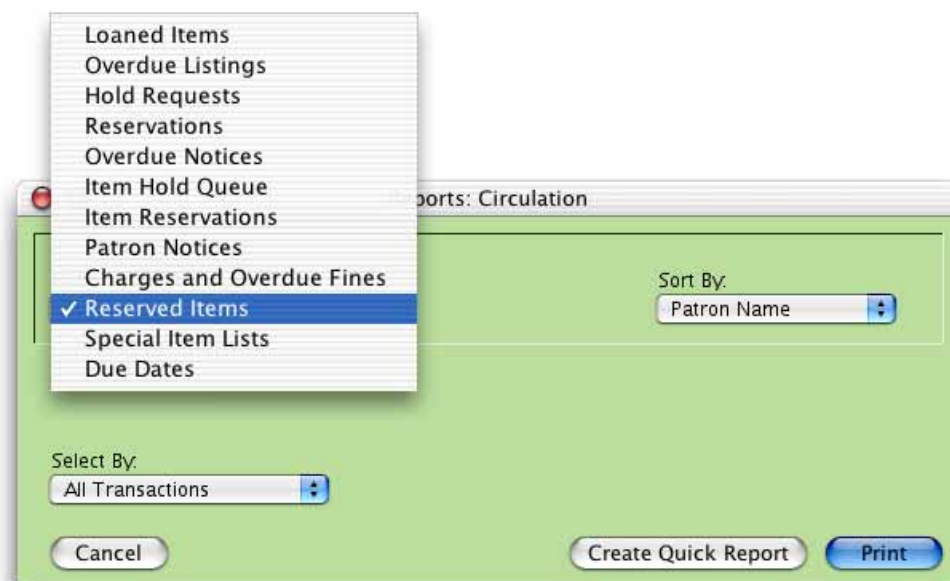 Loaned Items
Overdue Listings
Hold Requests
Reservations
Overdue Notices
Item Hold Queue
Item Reservations
Patron Notices
Charges and Overdue Fines
✓ Reserved Items
Special Item Lists
Due Dates
ports: Circulation
Sort By:
Patron Name
Select By:
All Transactions
Cancel
Create Quick Report
Print